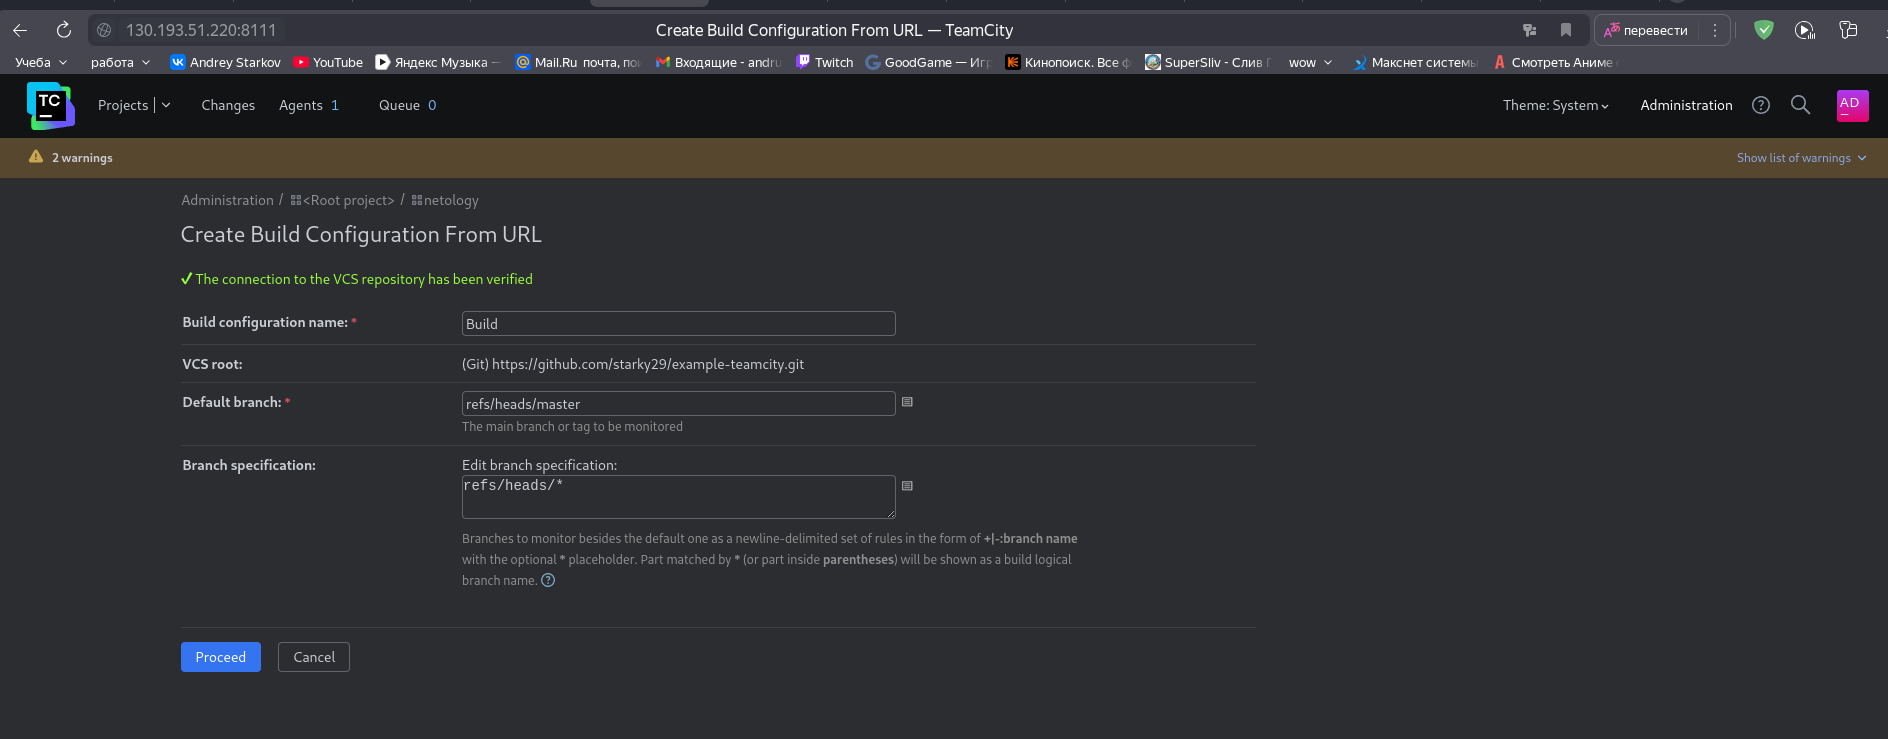 130.193.51.220:8111
Create Build Configuration From URL — TeamCity
перевести
Учеба
работа
Andrey Starkov
YouTube
Яндекс Музыка —
Mail.Ru почта,
Входящие - andru
Twitch
GoodGame — Игр
Кинопоиск. Все ф
SuperSliv - Слив
wow
Макснет системы
Смотреть Аниме
TC
Projects
Changes
Agents 1
Queue 0
Theme: System
Administration
AD
2 warnings
Show list of warnings
Administration / <Root project> / netology
Create Build Configuration From URL
The connection to the VCS repository has been verified
Build configuration name: *
Build
VCS root:
(Git) https://github.com/starky29/example-teamcity.git
Default branch: *
refs/heads/master
The main branch or tag to be monitored
Branch specification:
Edit branch specification:
refs/heads/*
Branches to monitor besides the default one as a newline-delimited set of rules in the form of +|-:branch name
with the optional * placeholder. Part matched by * (or part inside parentheses) will be shown as a build logical
branch name.
Proceed
Cancel